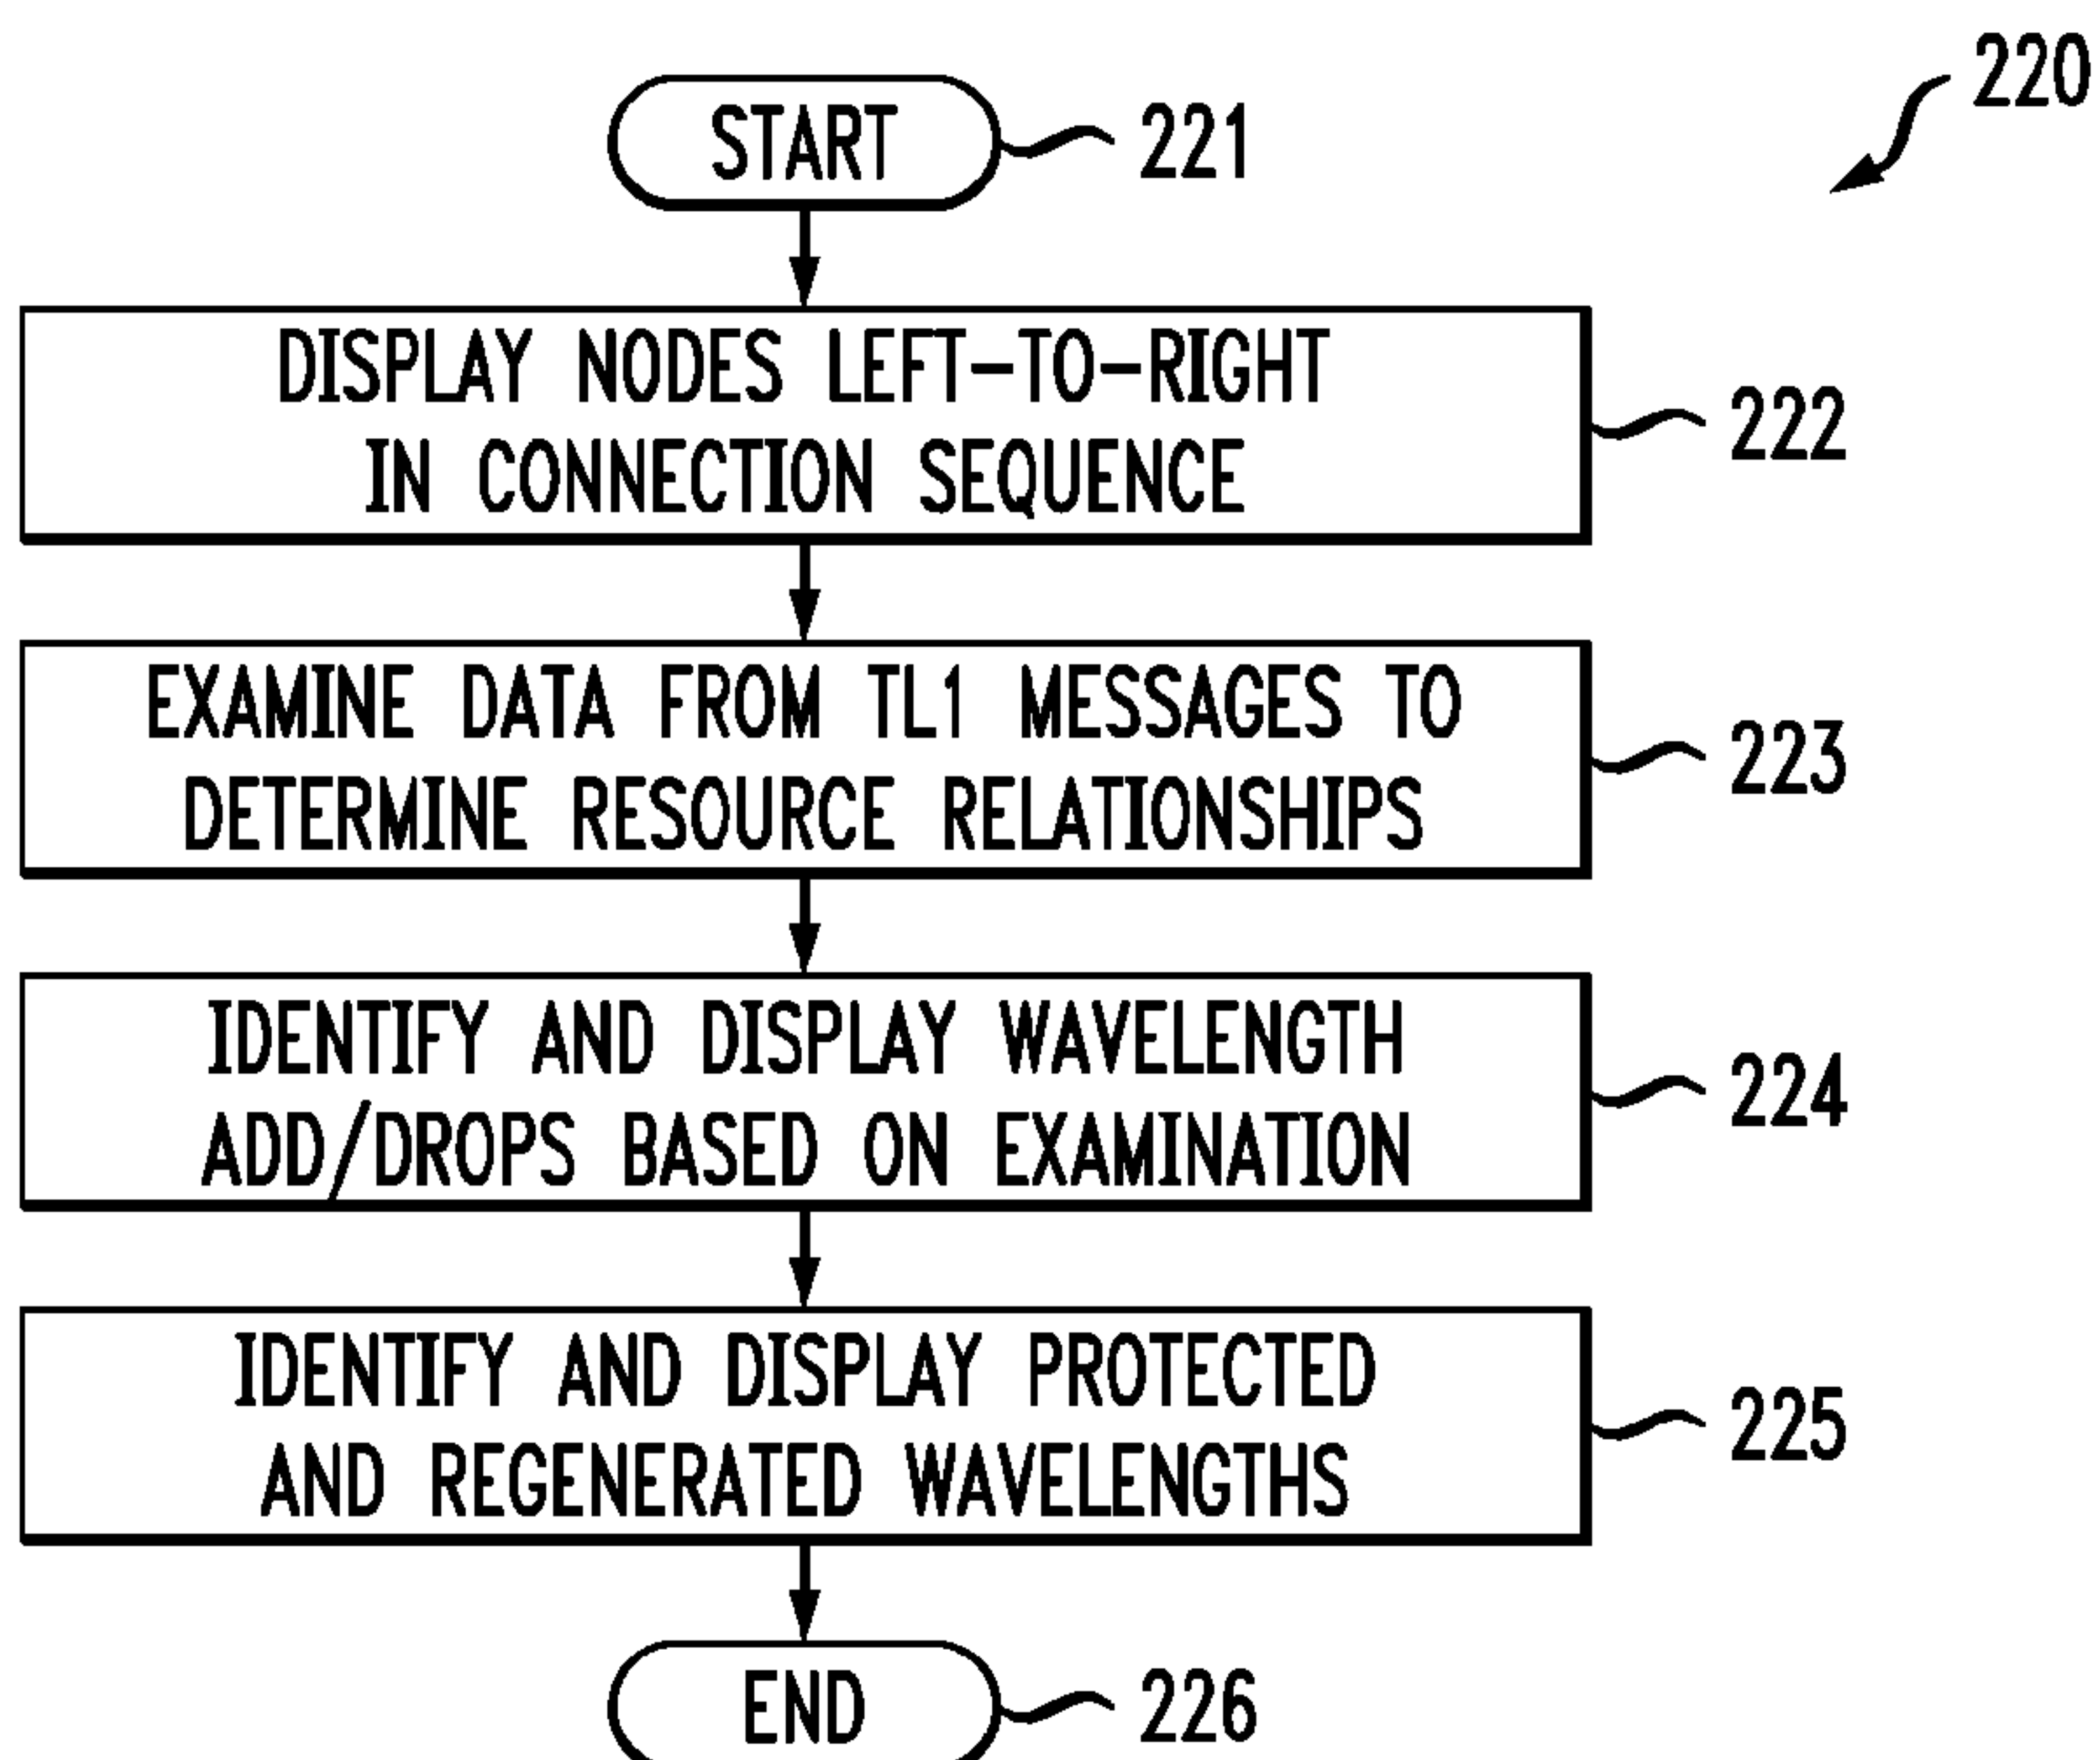 220
START
221
DISPLAY NODES LEFT-TO-RIGHT
IN CONNECTION SEQUENCE
222
EXAMINE DATA FROM TL1 MESSAGES TO
DETERMINE RESOURCE RELATIONSHIPS
223
IDENTIFY AND DISPLAY WAVELENGTH
ADD/DROPS BASED ON EXAMINATION
224
IDENTIFY AND DISPLAY PROTECTED
AND REGENERATED WAVELENGTHS
225
END
226